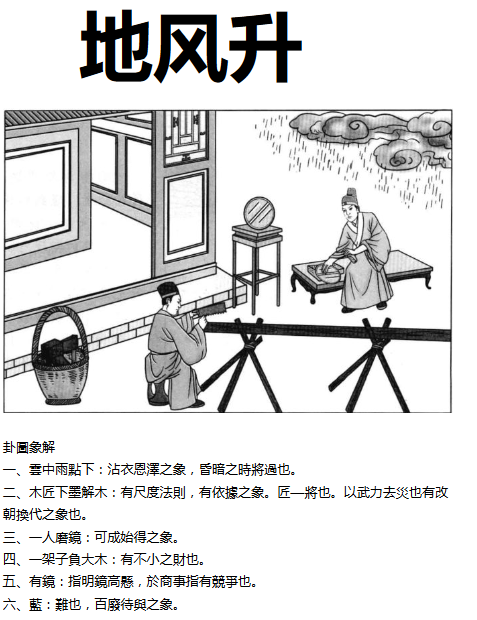 地风升
卦圖象解
一、雲中雨點下：沾衣恩澤之象，昏暗之時將過也。
二、木匠下墨解木：有尺度法則，有依據之象。匠──將也。以武力去災也有改
朝換代之象也。
三、一人磨鏡：可成始得之象。
四、一架子負大木：有不小之財也。
五、有鏡：指明鏡高懸，於商事指有競爭也。
六、藍：難也，百廢待與之象。